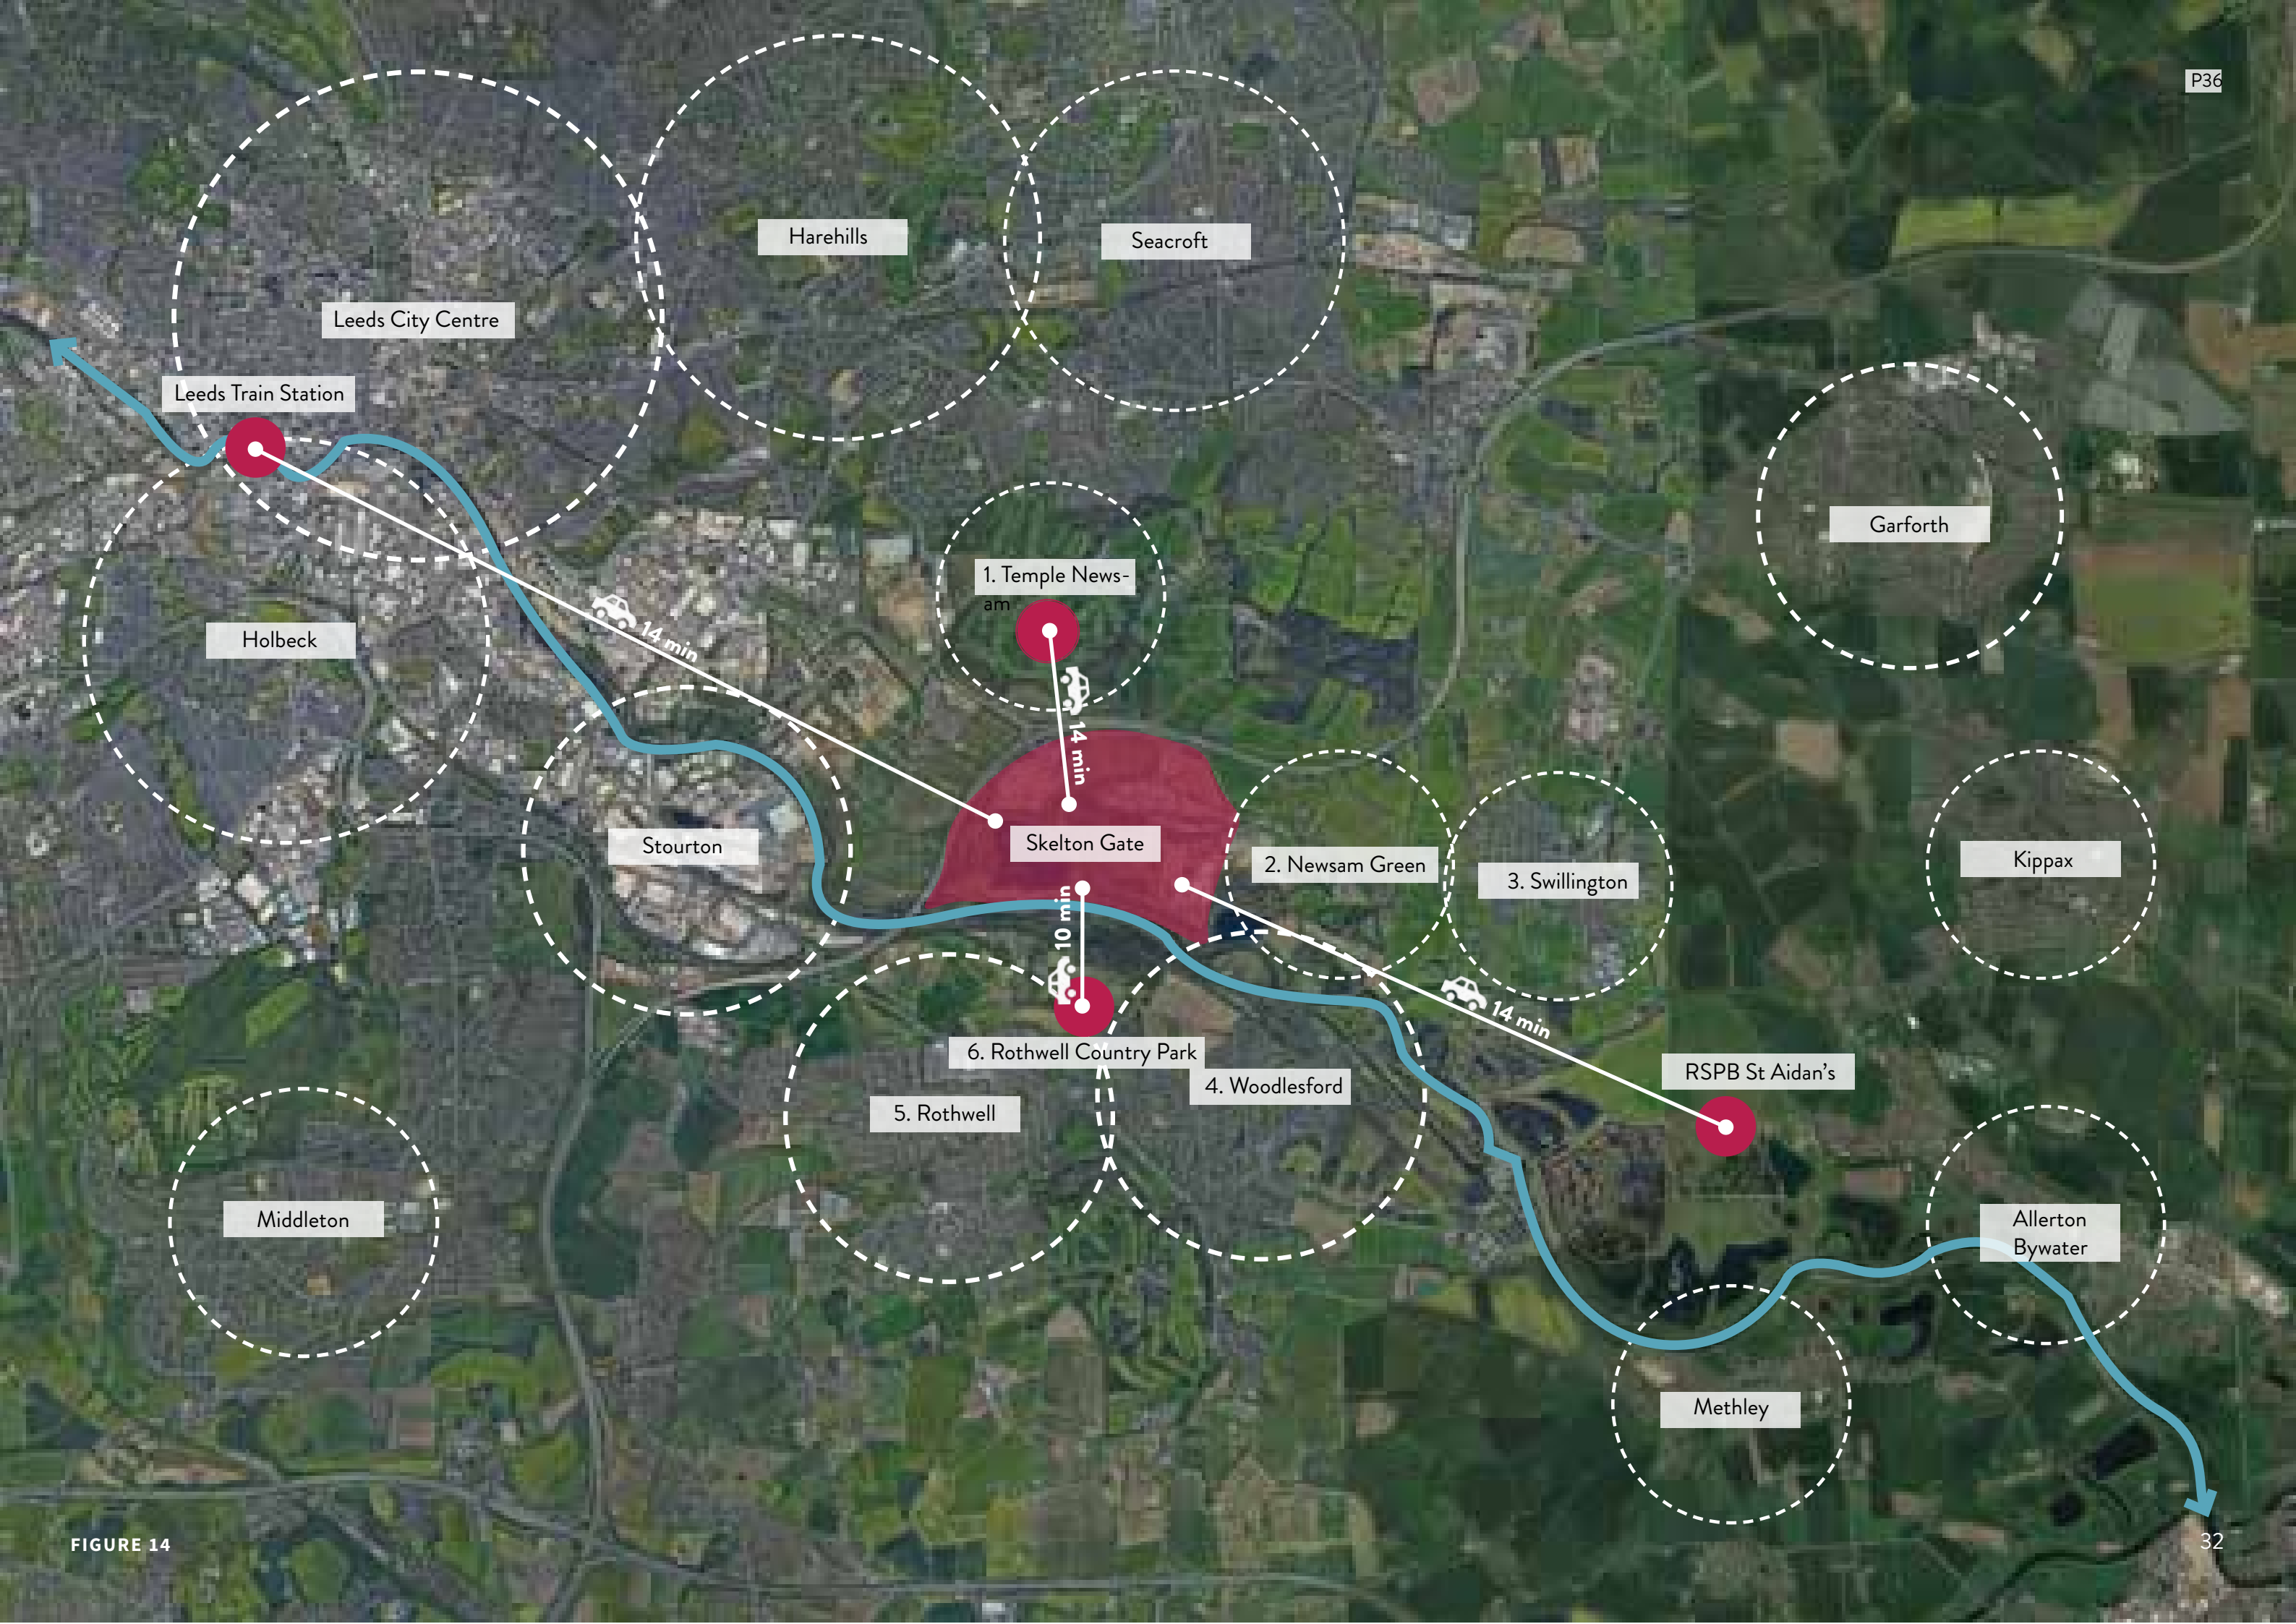 P36
Harehills
Seacroft
Leeds City Centre
Leeds Train Station
Garforth
1. Temple News-
am
Holbeck
14 min
14 min
Skelton Gate
Stourton
2. Newsam Green
3. Swillington
Kippax
10 min
14 min
6. Rothwell Country Park
4. Woodlesford
RSPB St Aidan's
5. Rothwell
Middleton
Allerton
Bywater
Methley
FIGURE 14
32